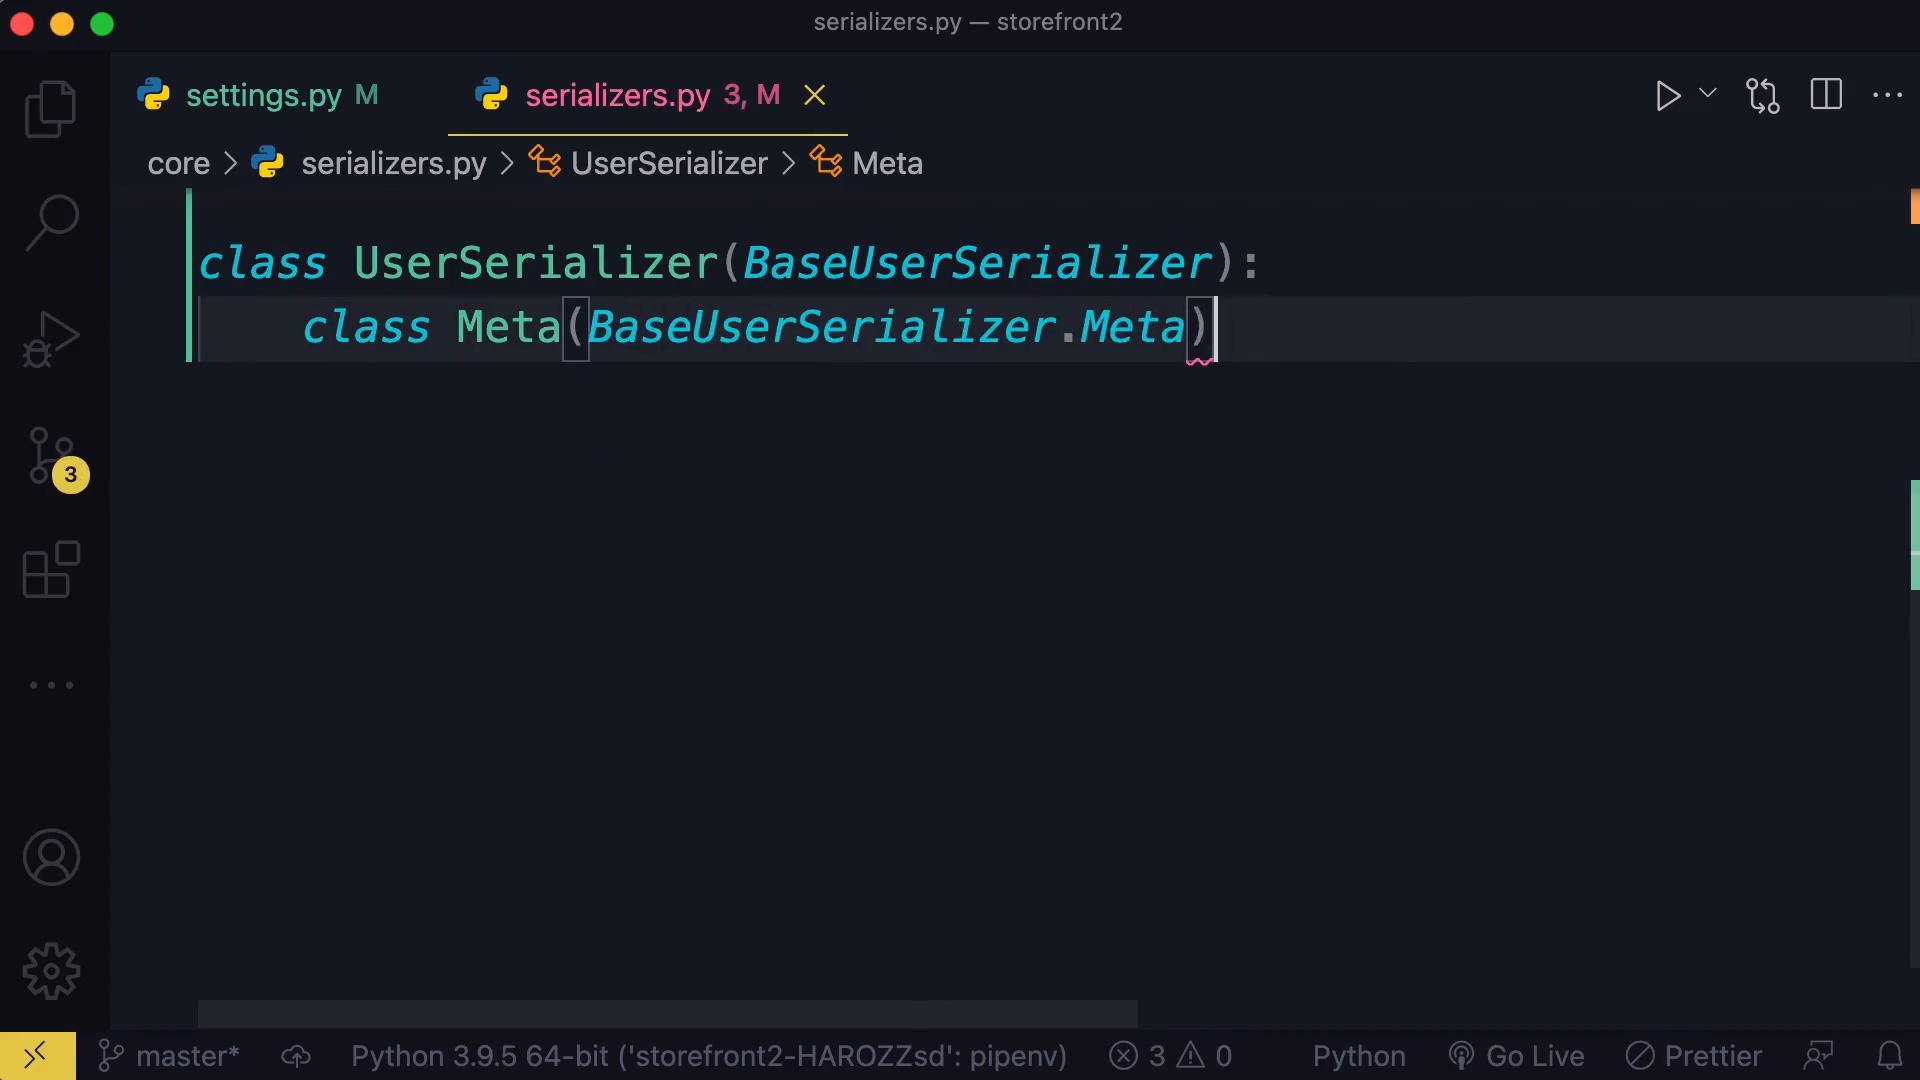 serializers.py — storefront2
settings.py M serializers.py 3, M
core > serializers.py > UserSerializer > Meta
class UserSerializer(BaseUserSerializer):
class Meta(BaseUserSerializer.Meta)
3
master* Python 3.9.5 64-bit ('storefront2-HAROZZsd': pipenv) 3 0 Python Go Live Prettier